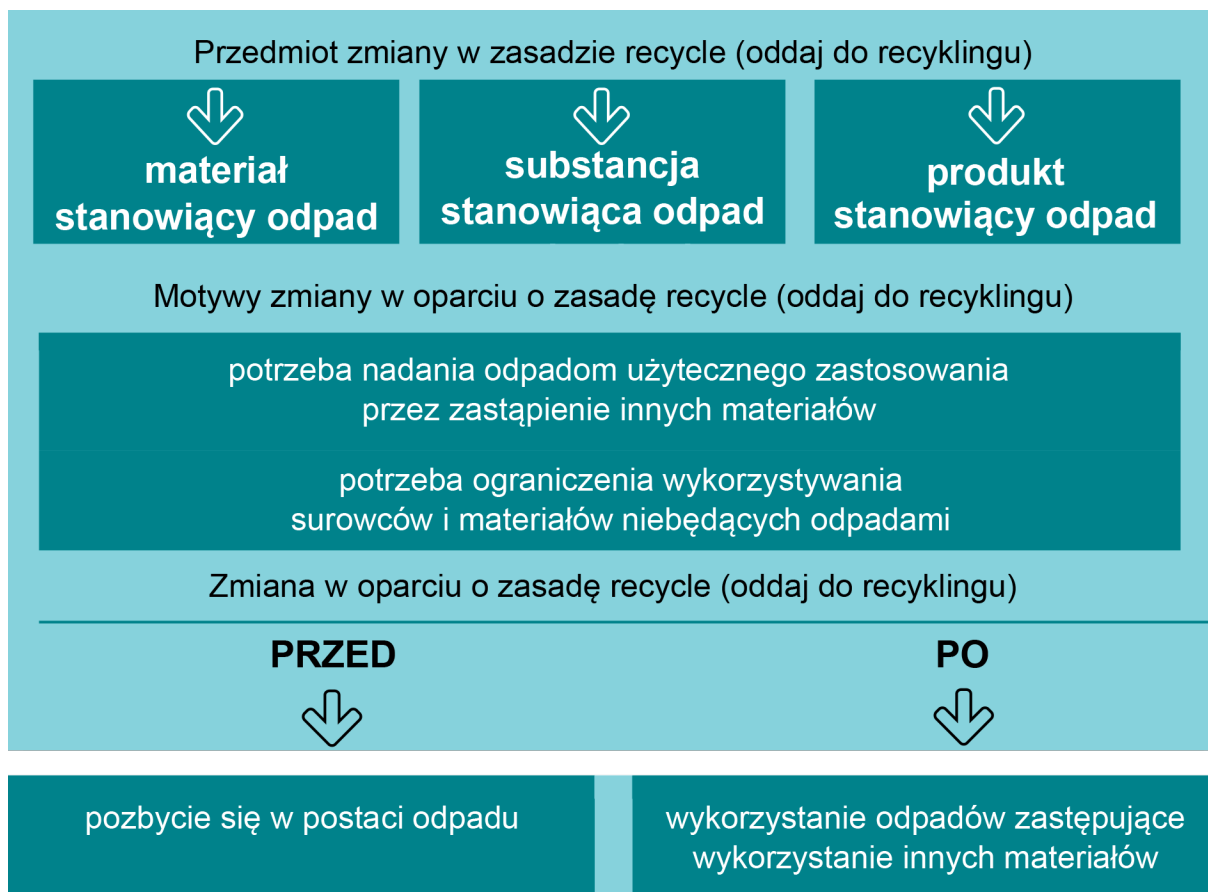 Przedmiot zmiany w zasadzie recycle (oddaj do recyklingu)
materiał
stanowiący odpad
substancja
stanowiąca odpad
produkt
stanowiący odpad
Motywy zmiany w oparciu o zasadę recycle (oddaj do recyklingu)
potrzeba nadania odpadom użytecznego zastosowania
przez zastąpienie innych materiałów
potrzeba ograniczenia wykorzystywania
surowców i materiałów niebędących odpadami
Zmiana w oparciu o zasadę recycle (oddaj do recyklingu)
PRZED
PO
pozbycie się w postaci odpadu
wykorzystanie odpadów zastępujące
wykorzystanie innych materiałów